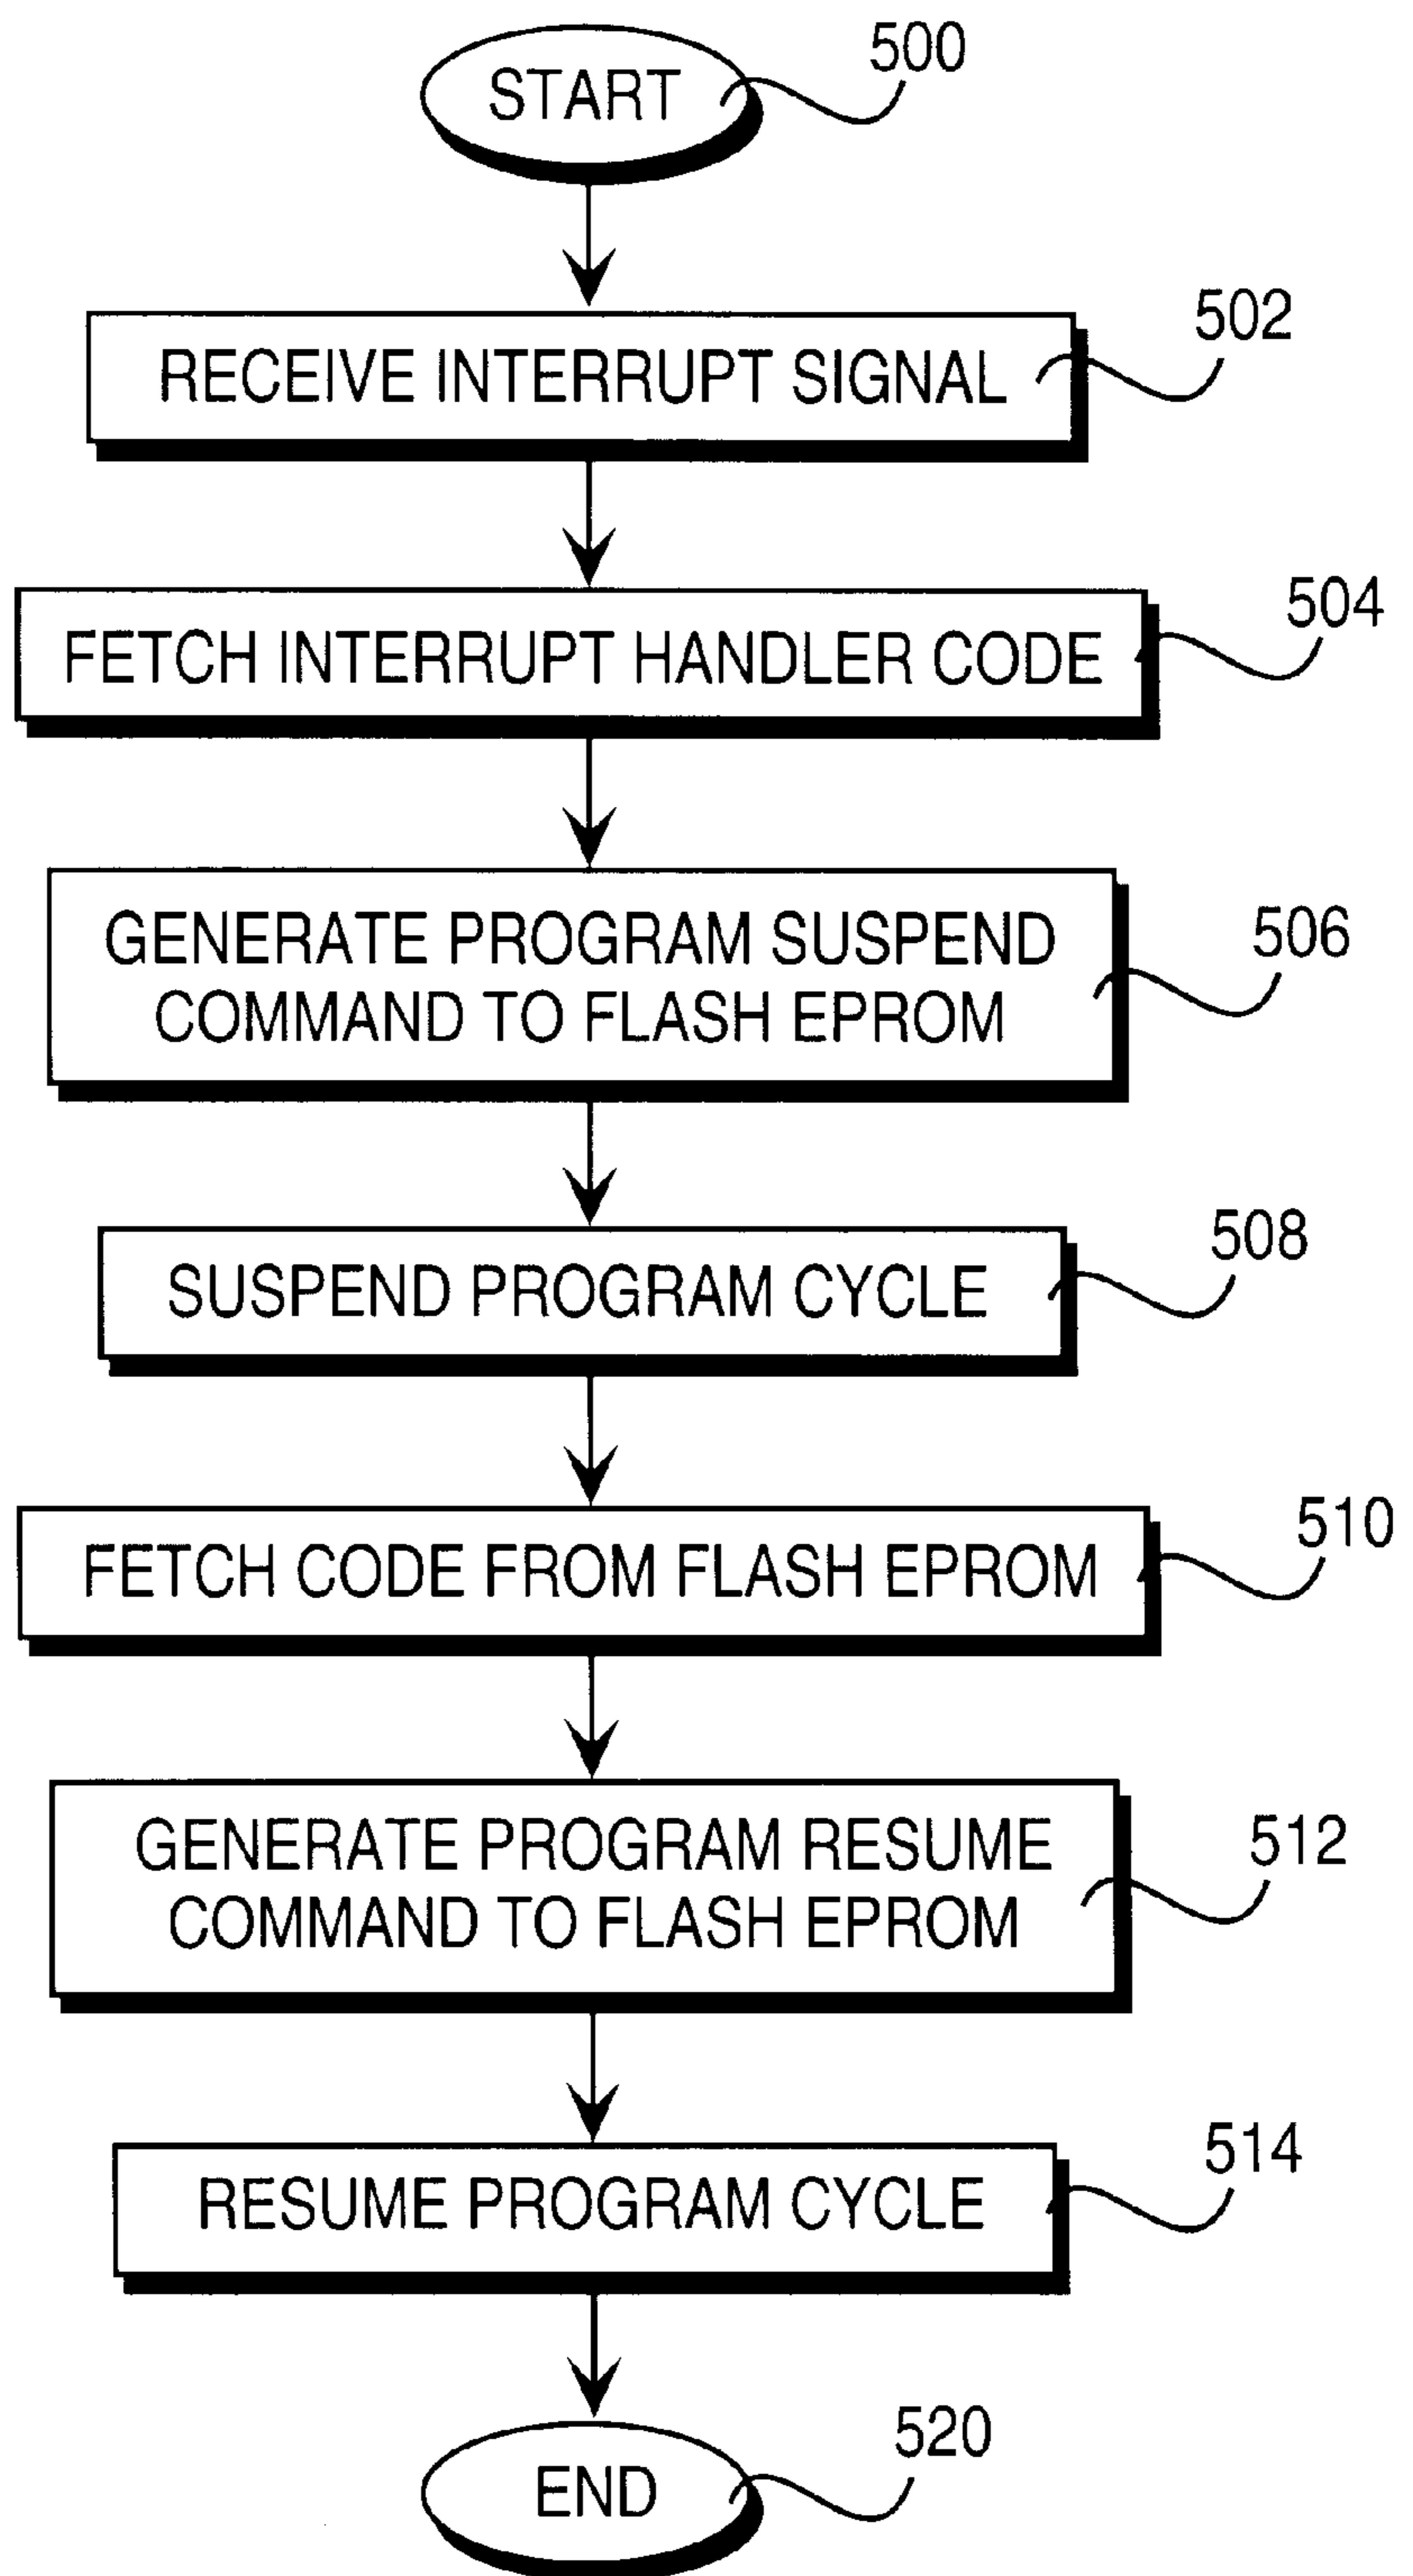 START
500
RECEIVE INTERRUPT SIGNAL
502
FETCH INTERRUPT HANDLER CODE
504
GENERATE PROGRAM SUSPEND
COMMAND TO FLASH EPROM
506
SUSPEND PROGRAM CYCLE
508
FETCH CODE FROM FLASH EPROM
510
GENERATE PROGRAM RESUME
COMMAND TO FLASH EPROM
512
RESUME PROGRAM CYCLE
514
END
520